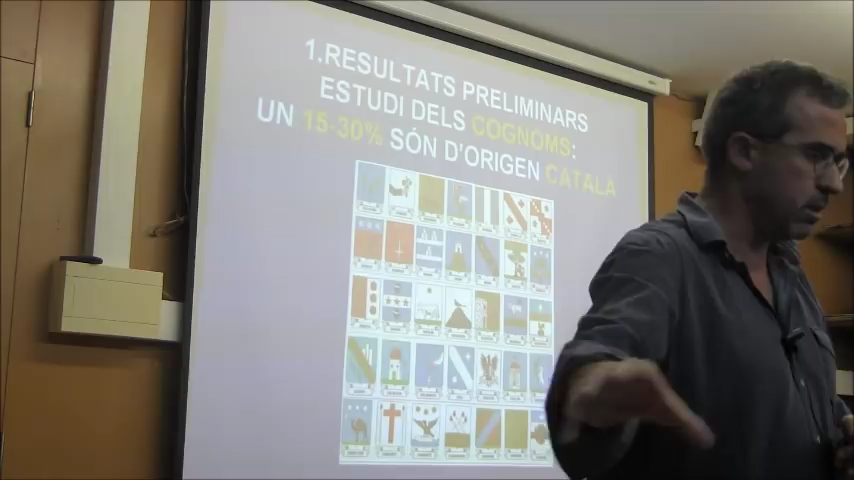 1.RESULTATS PRELIMINARS
ESTUDI DELS COGNOMS:
UN 15-30% SÓN D'ORIGEN CATALÀ